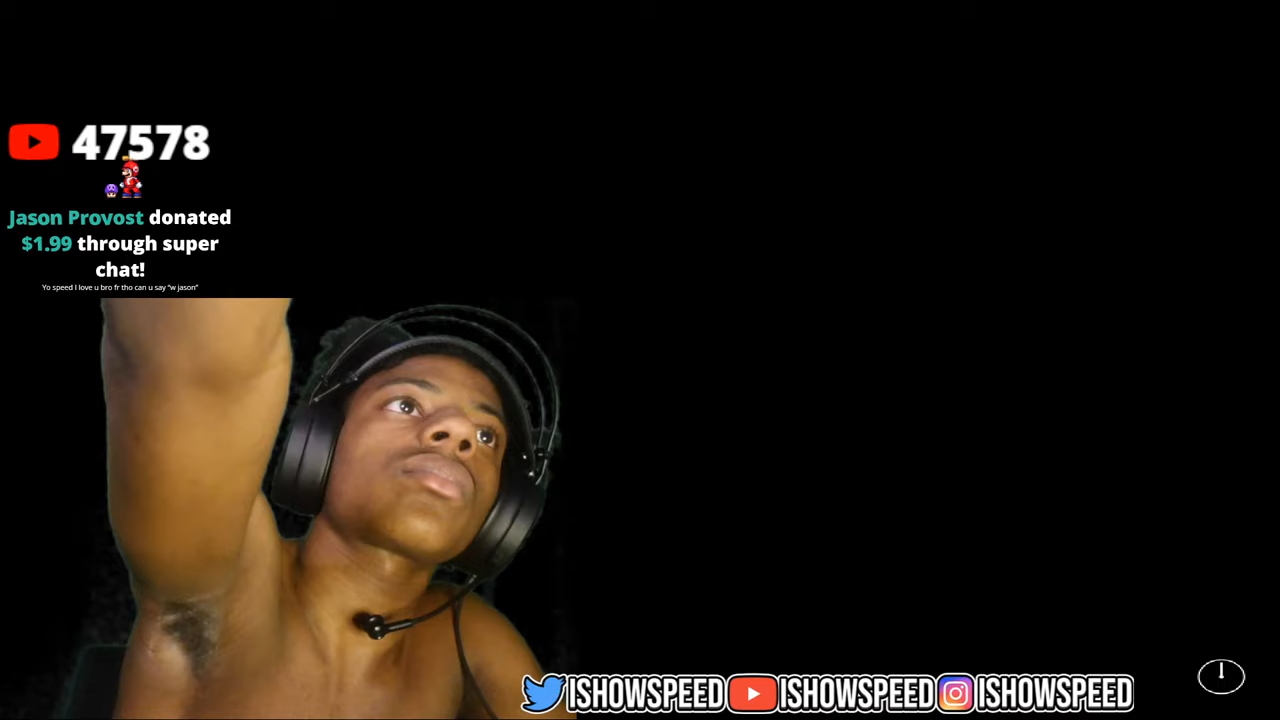 47578
Jason Provost donated
$1.99 through super
chat!
Yo speed I love u bro fr tho can u say “w jason”
ISHOWSPEED ISHOWSPEED ISHOWSPEED